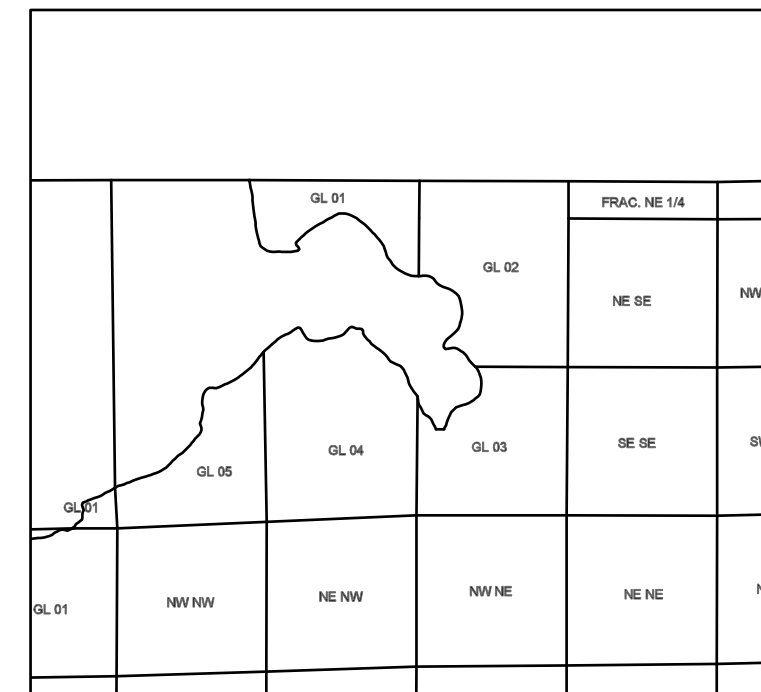 GL 01
FRAC. NE 1/4
GL 02
NE SE
NW
GL 05
GL 04
GL 03
SE SE
GL 01
GL 01
NW NW
NE NW
NW NE
NE NE